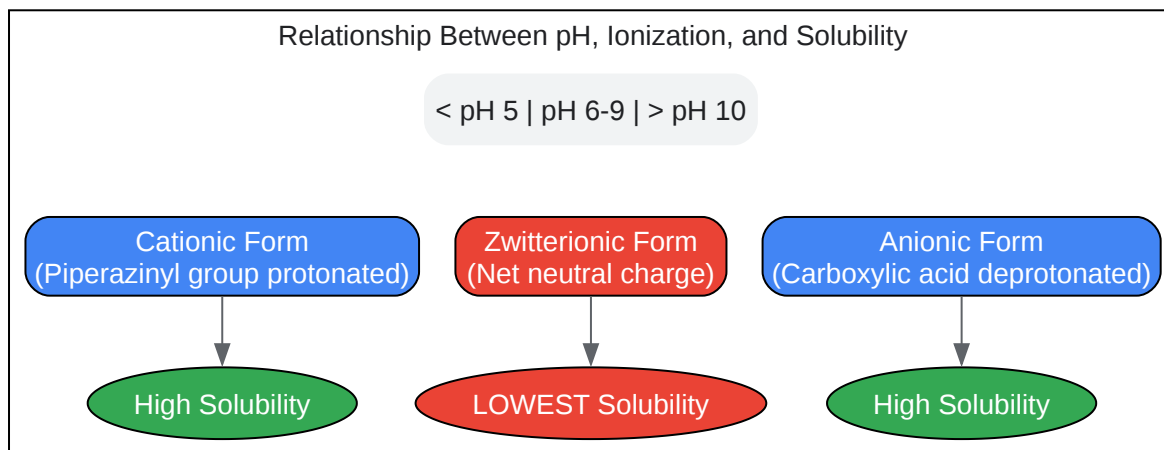 Relationship Between pH, Ionization, and Solubility
< pH 5 | pH 6-9 | > pH 10
Cationic Form
(Piperazinyl group protonated)
Zwitterionic Form
(Net neutral charge)
Anionic Form
(Carboxylic acid deprotonated)
High Solubility
LOWEST Solubility
High Solubility